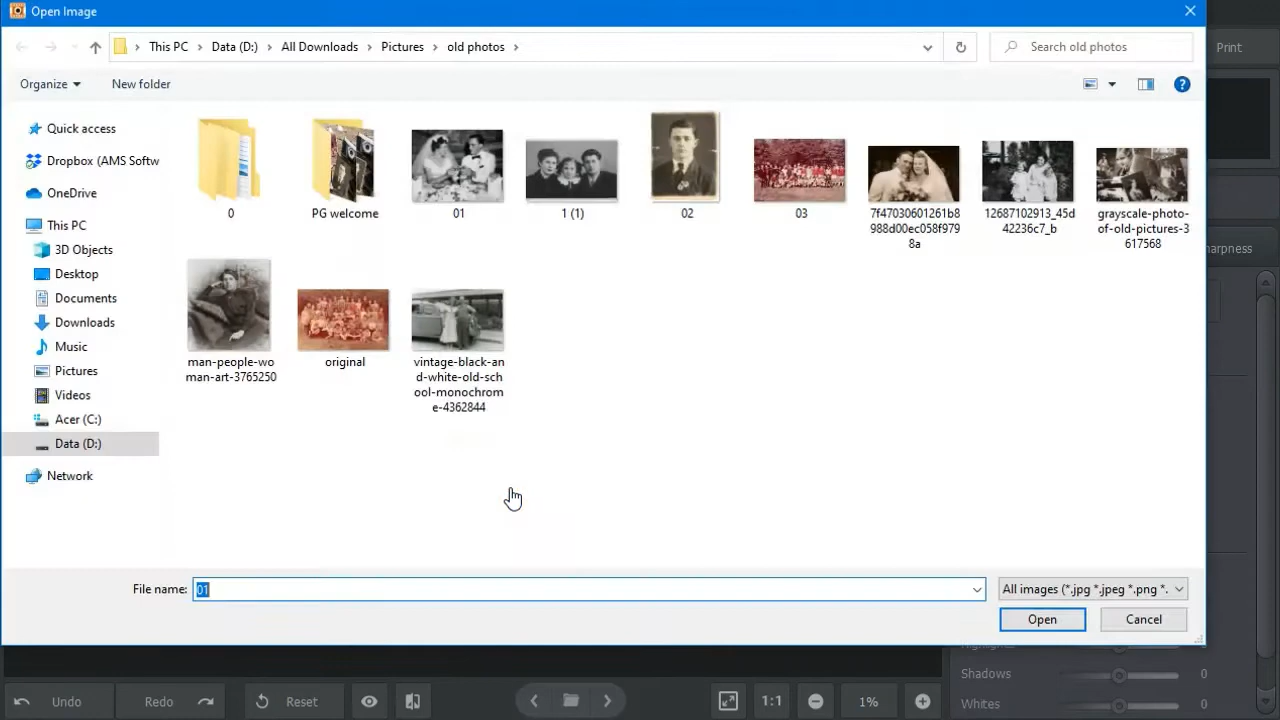 Open Image
This PC
Data (D:)
All Downloads
Pictures
old photos
Search old photos
Print
Organize
New folder
Quick access
Dropbox (AMS Softw
OneDrive
This PC
3D Objects
Desktop
Documents
Downloads
Music
Pictures
Videos
Acer (C:)
Data (D:)
Network
0
PG welcome
01
1 (1)
02
03
7f47030601261b8
988d00ec058f979
8a
12687102913_45d
42236c7_b
grayscale-photo-
of-old-pictures-3
617568
harpness
man-people-wo
man-art-3765250
original
vintage-black-an
d-white-old-sch
ool-monochrom
e-4362844
File name:
01
All images (*.jpg *.jpeg *.png *.
Open
Cancel
Shadows
0
Whites
0
Undo
Redo
Reset
1:1
1%